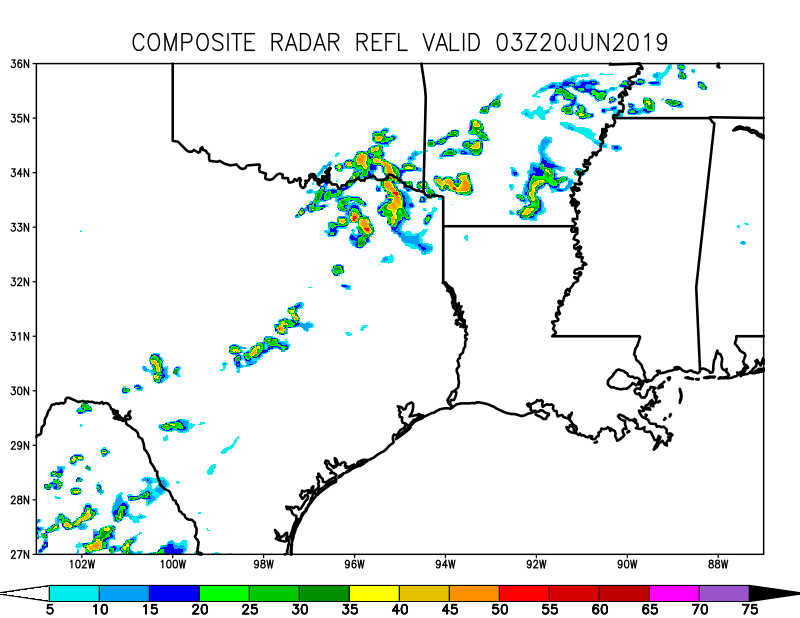 COMPOSITE RADAR REFL VALID 03Z20JUN2019
36N
35N
34N
33N
32N
31N
30N
29N
28N
27N
102W 100W 98W 96W 94W 92W 90W 88W
5 10 15 20 25 30 35 40 45 50 55 60 65 70 75